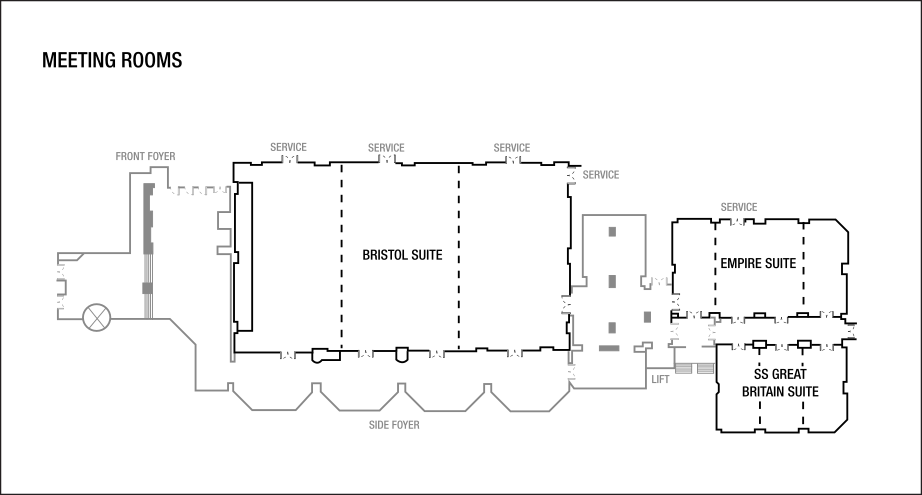 MEETING ROOMS
SERVICE
SERVICE
SERVICE
FRONT FOYER
SERVICE
SERVICE
BRISTOL SUITE
EMPIRE SUITE
SS GREAT
BRITAIN SUITE
LIFT
SIDE FOYER